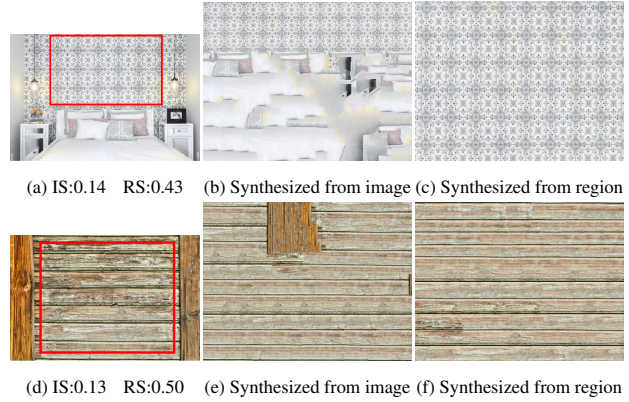 (a) IS:0.14 RS:0.43 (b) Synthesized from image (c) Synthesized from region
(d) IS:0.13 RS:0.50 (e) Synthesized from image (f) Synthesized from region